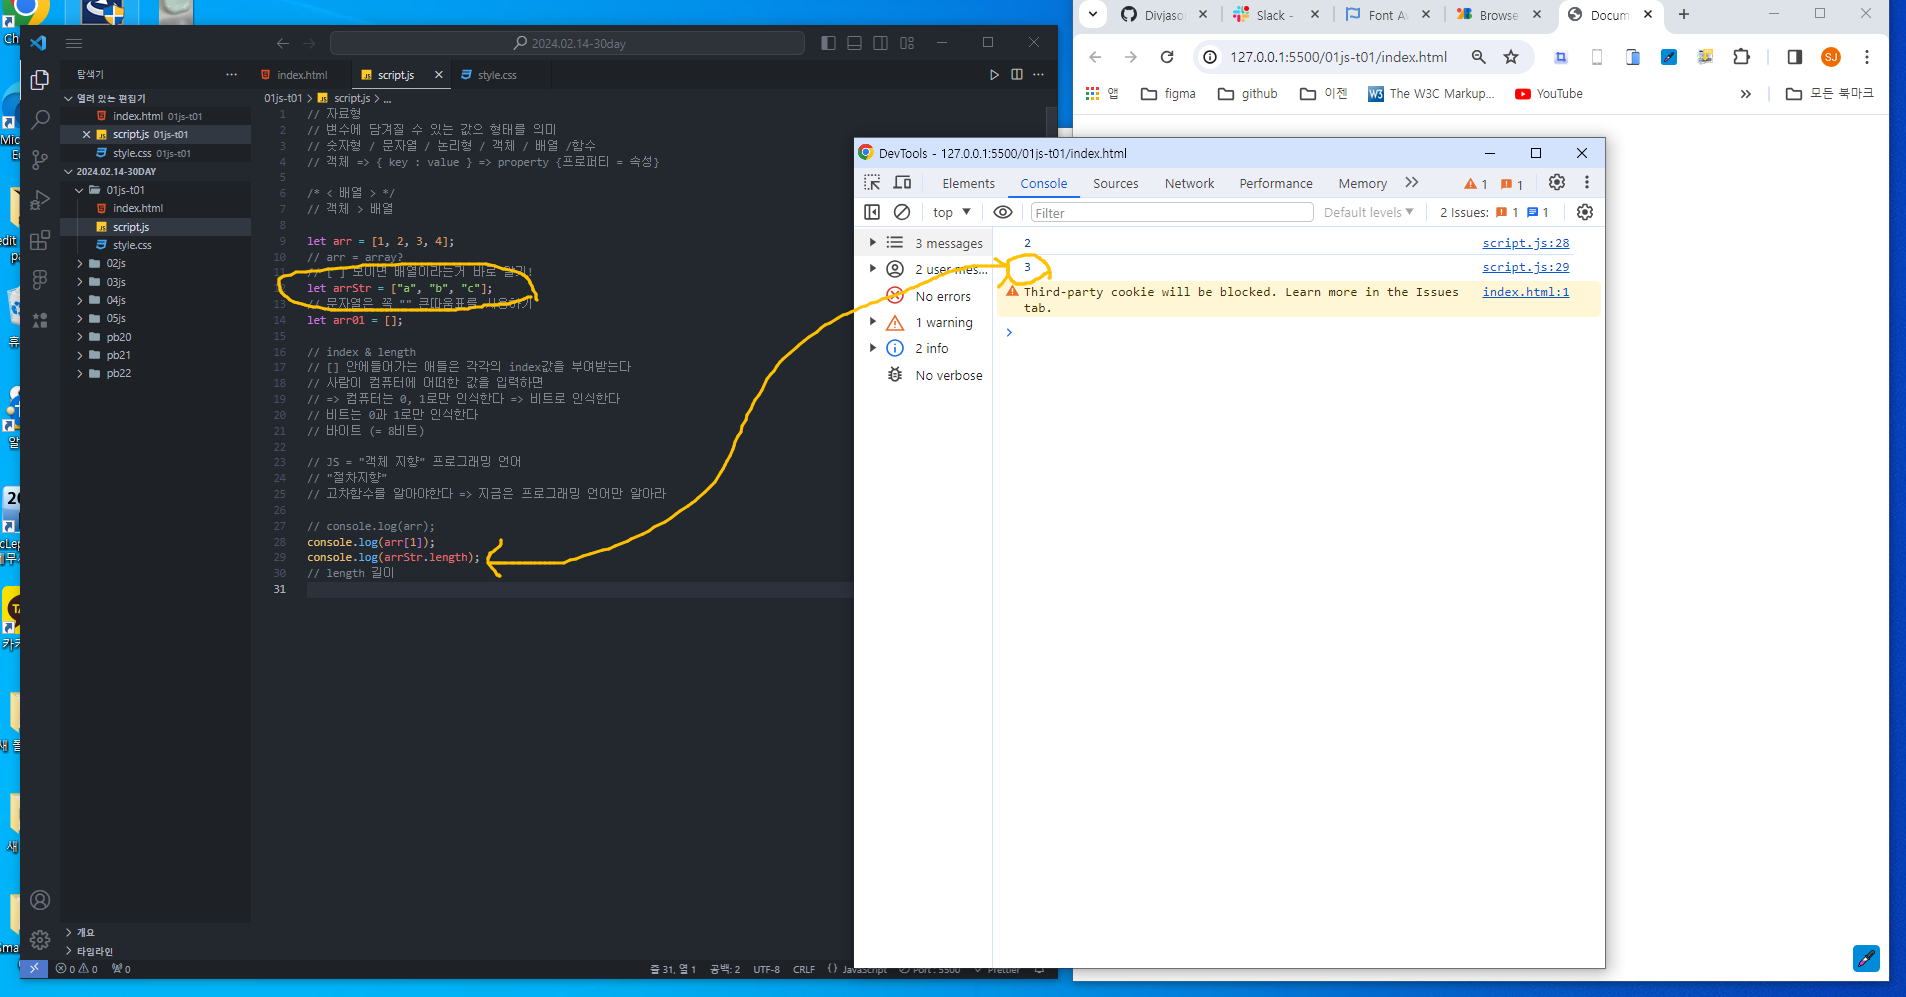 2024.02.14-30day
탐색기
index.html
script.js
style.css
열려 있는 편집기
index.html 01js-t01
script.js 01js-t01
style.css 01js-t01
2024.02.14-30DAY
01js-t01
index.html
script.js
style.css
02js
03js
04js
05js
pb20
pb21
pb22
개요
타임라인
01js-t01 > script.js > ...
1 // 자료형
2 // 변수에 담겨질 수 있는 값으 형태를 의미
3 // 숫자형 / 문자열 / 논리형 / 객체 / 배열 /함수
4 // 객체 => { key : value } => property {프로퍼티 = 속성}
5
6 /* < 배열 > */
7 // 객체 > 배열
8
9 let arr = [1, 2, 3, 4];
10 // arr = array?
11 // [ ] 보이면 배열이라는거 바로 알기!
12 let arrStr = ["a", "b", "c"];
13 // 문자열은 꼭 "" 큰따옴표를 사용하기
14 let arr01 = [];
15
16 // index & length
17 // [] 안에들어가는 애들은 각각의 index값을 부여받는다
18 // 사람이 컴퓨터에 어떠한 값을 입력하면
19 // => 컴퓨터는 0, 1로만 인식한다 => 비트로 인식한다
20 // 비트는 0과 1로만 인식한다
21 // 바이트 (= 8비트)
22
23 // JS = "객체 지향" 프로그래밍 언어
24 // "절차지향"
25 // 고차함수를 알아야한다 => 지금은 프로그래밍 언어만 알아라
26
27 // console.log(arr);
28 console.log(arr[1]);
29 console.log(arrStr.length);
30 // length 길이
31
0 0 0
줄 31, 열 1 공백: 2 UTF-8 CRLF {} JavaScript Port : 5500 Prettier
Divjaso
Slack -
Font A
Browse
Docum
127.0.0.1:5500/01js-t01/index.html
SJ
앱
figma
github
이젠
The W3C Markup...
YouTube
모든 북마크
DevTools - 127.0.0.1:5500/01js-t01/index.html
Elements Console Sources Network Performance Memory 1 1
top Filter Default levels 2 Issues: 1 1
3 messages
2 user mes...
No errors
1 warning
2 info
No verbose
2 script.js:28
3 script.js:29
Third-party cookie will be blocked. Learn more in the Issues tab. index.html:1